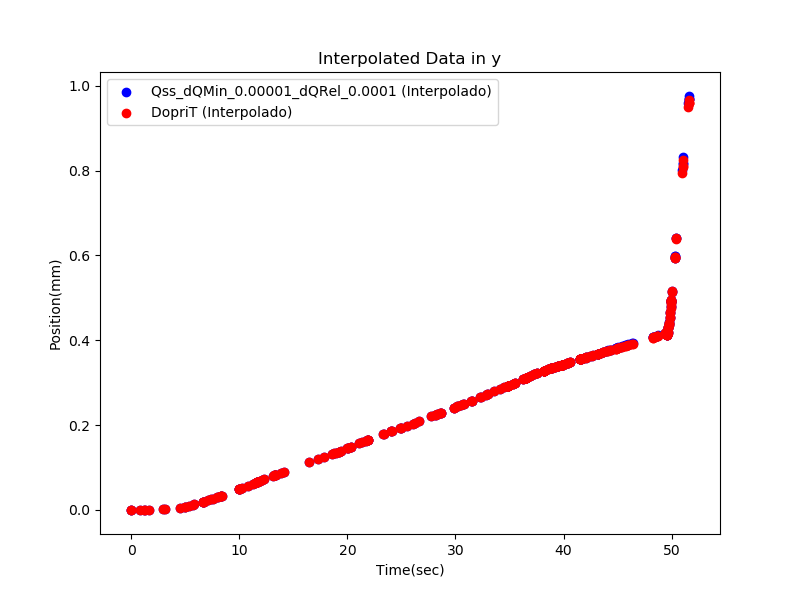 Interpolated Data in y
Qss_dQMin_0.00001_dQRel_0.0001 (Interpolado)
DopriT (Interpolado)
Position(mm)
1.0
0.8
0.6
0.4
0.2
0.0
0 10 20 30 40 50
Time(sec)